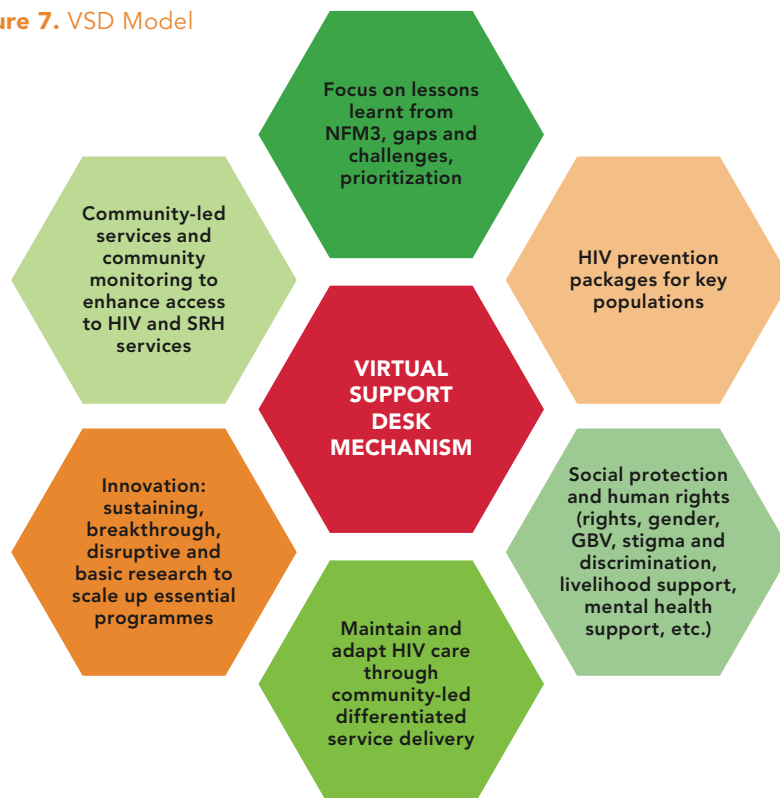 ure 7. VSD Model
Focus on lessons
learnt from
NFM3, gaps and
challenges,
prioritization
Community-led
services and
community
monitoring to
enhance access
to HIV and SRH
services
HIV prevention
packages for key
populations
VIRTUAL
SUPPORT
DESK
MECHANISM
Innovation:
sustaining,
breakthrough,
disruptive and
basic research to
scale up essential
programmes
Social protection
and human rights
(rights, gender,
GBV, stigma and
discrimination,
livelihood support,
mental health
support, etc.)
Maintain and
adapt HIV care
through
community-led
differentiated
service delivery